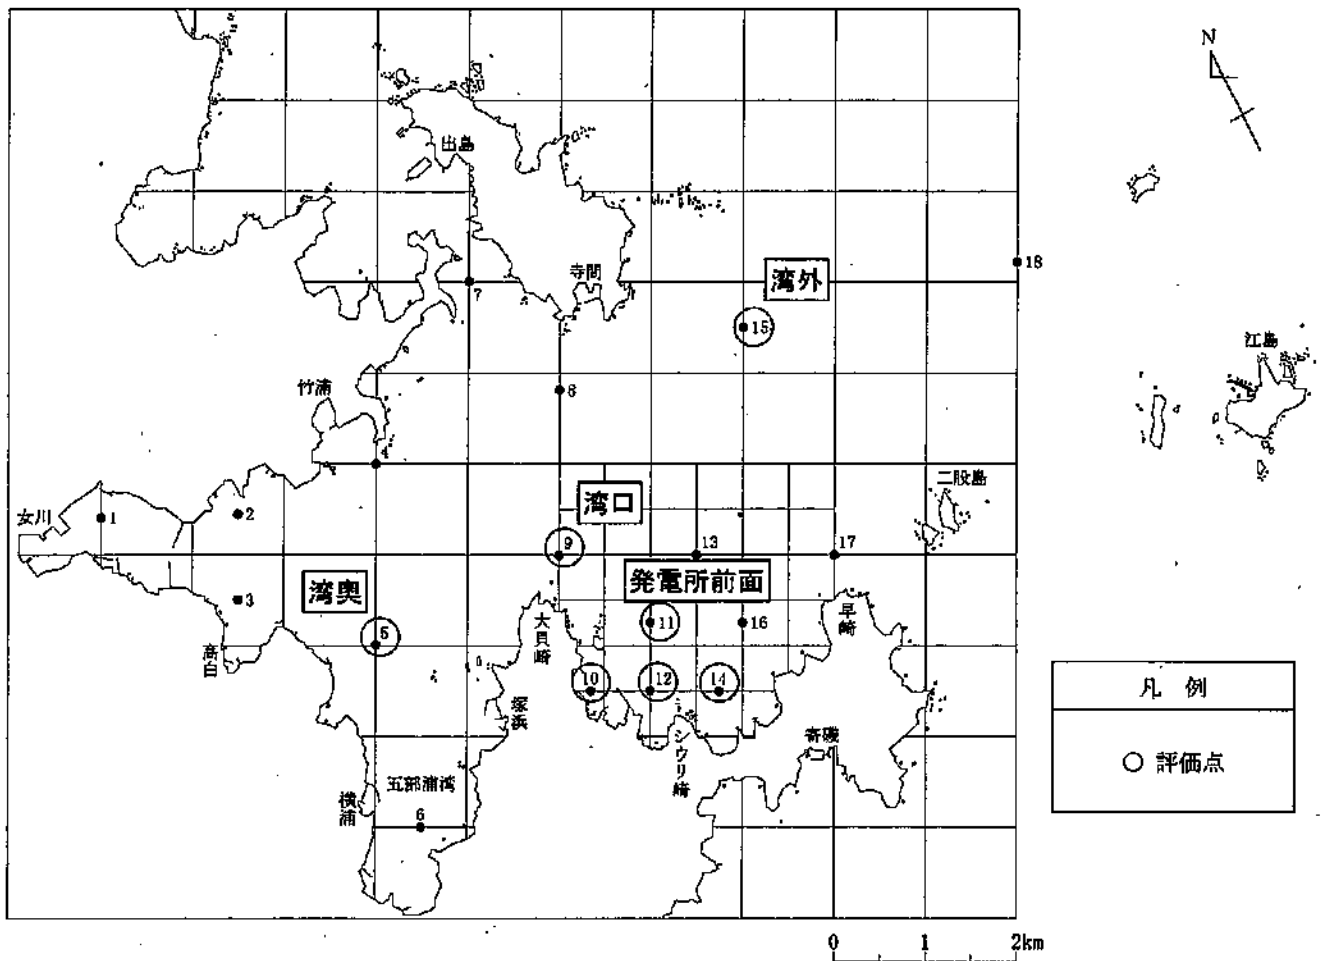 N
出島
18
湾外
寺間
7
15
江島
竹浦
8
4
二股島
湾口
女川
1
2
9
13
17
発電所前面
湾奥
3
5
大貝崎
11
16
早崎
高白
10
12
14
凡 例
塚浜
シウリ崎
寄磯
評価点
五部浦湾
横浦
6
0
1
2km